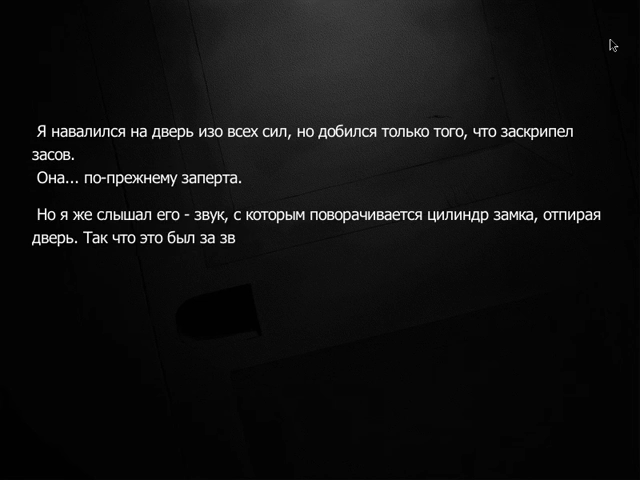 Я навалился на дверь изо всех сил, но добился только того, что заскрипел
засов.
Она... по-прежнему заперта.
Но я же слышал его - звук, с которым поворачивается цилиндр замка, отпирая
дверь. Так что это был за зв